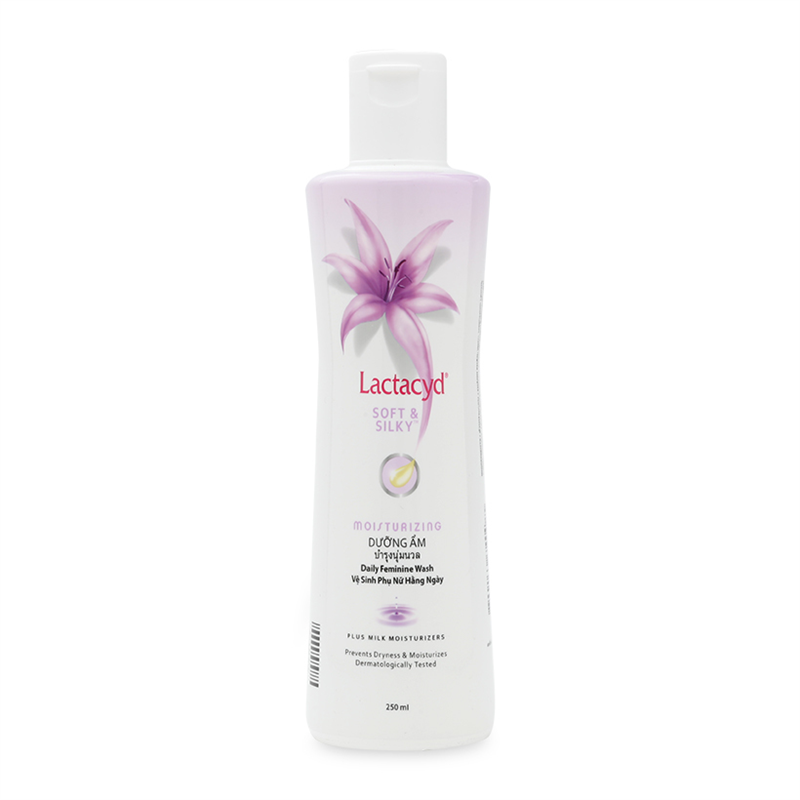 Lactacyd®
SOFT &
SILKY™
MOISTURIZING
DƯỠNG ẨM
บำรุงนุ่มนวล
Daily Feminine Wash
Vệ Sinh Phụ Nữ Hằng Ngày
PLUS MILK MOISTURIZERS
Prevents Dryness & Moisturizes
Dermatologically Tested
250 ml